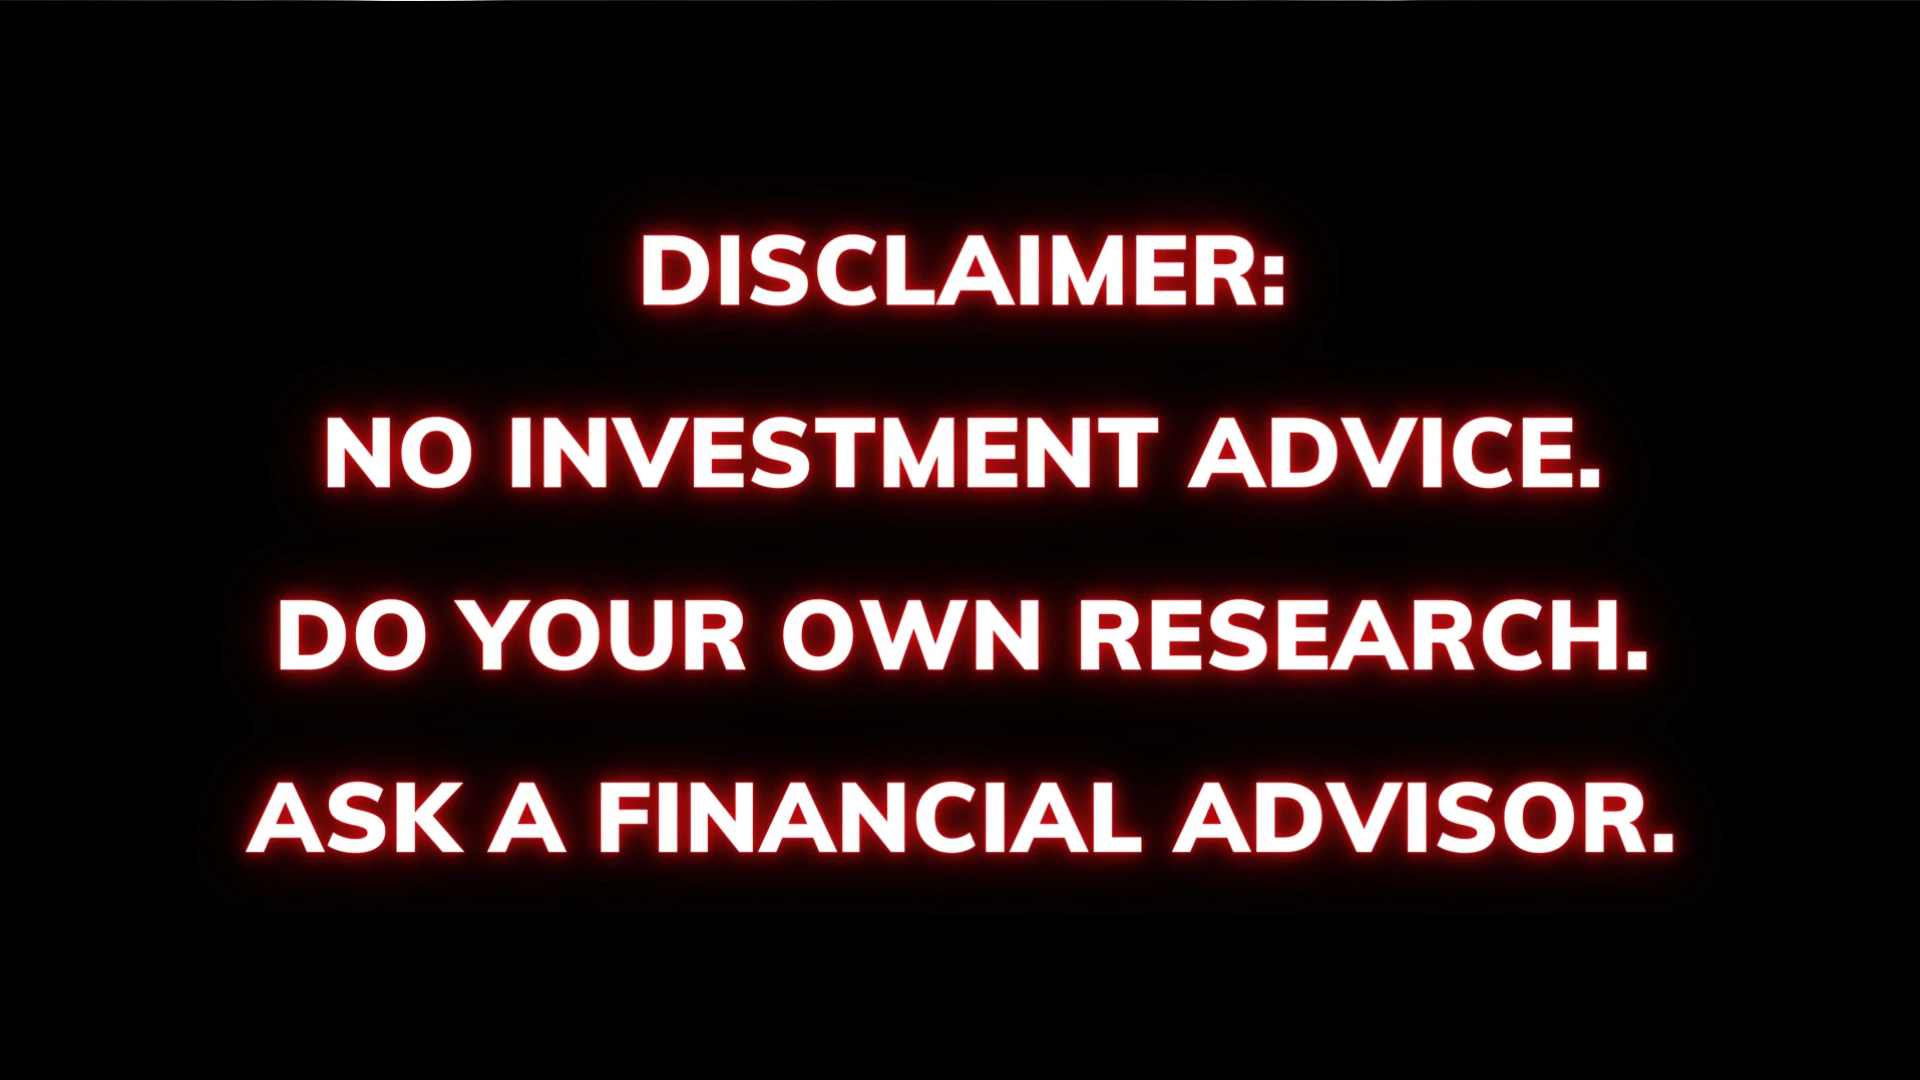 DISCLAIMER:
NO INVESTMENT ADVICE.
DO YOUR OWN RESEARCH.
ASK A FINANCIAL ADVISOR.